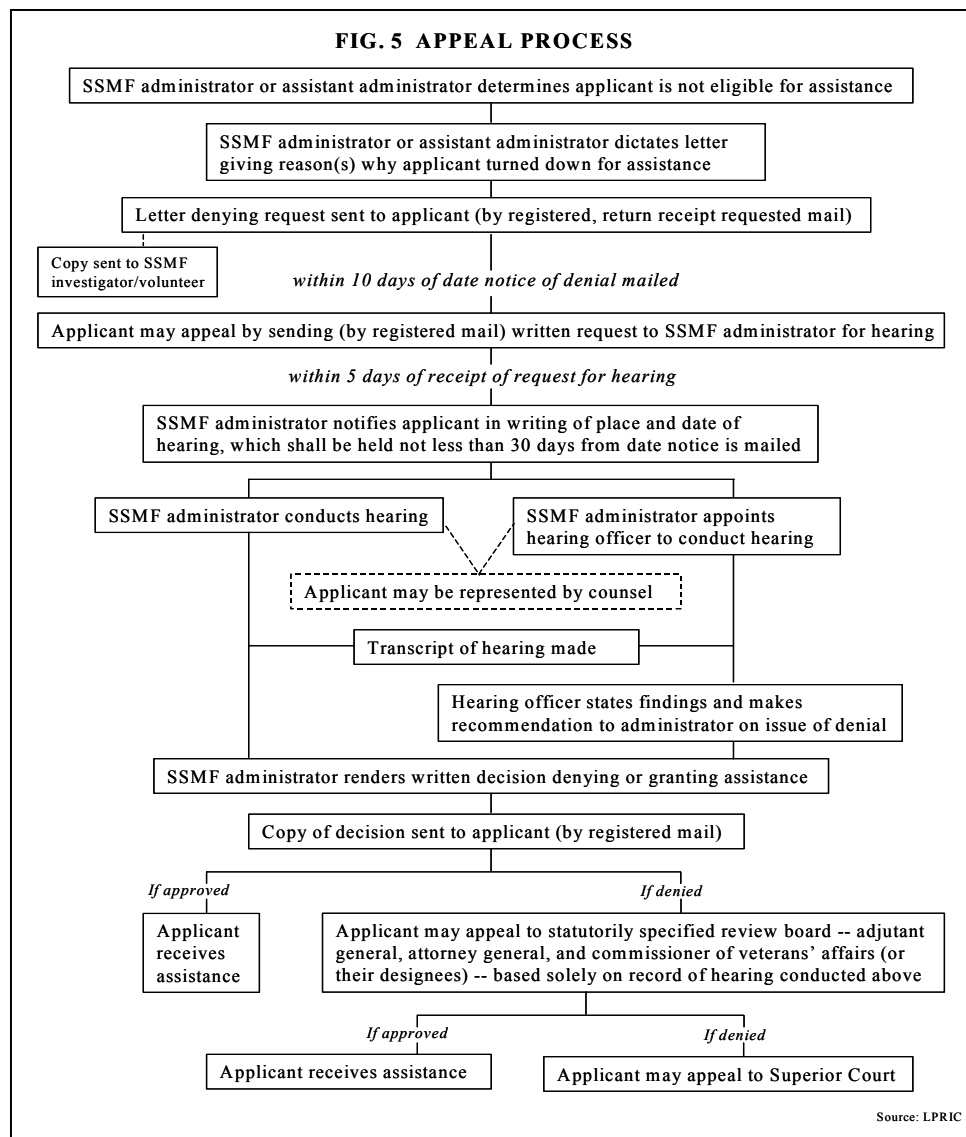 FIG. 5 APPEAL PROCESS
SSMF administrator or assistant administrator determines applicant is not eligible for assistance
SSMF administrator or assistant administrator dictates letter
giving reason(s) why applicant turned down for assistance
Letter denying request sent to applicant (by registered, return receipt requested mail)
Copy sent to SSMF
investigator/volunteer
within 10 days of date notice of denial mailed
Applicant may appeal by sending (by registered mail) written request to SSMF administrator for hearing
within 5 days of receipt of request for hearing
SSMF administrator notifies applicant in writing of place and date of
hearing, which shall be held not less than 30 days from date notice is mailed
SSMF administrator conducts hearing
SSMF administrator appoints
hearing officer to conduct hearing
Applicant may be represented by counsel
Transcript of hearing made
Hearing officer states findings and makes
recommendation to administrator on issue of denial
SSMF administrator renders written decision denying or granting assistance
Copy of decision sent to applicant (by registered mail)
If approved
If denied
Applicant
receives
assistance
Applicant may appeal to statutorily specified review board -- adjutant
general, attorney general, and commissioner of veterans' affairs (or
their designees) -- based solely on record of hearing conducted above
If approved
If denied
Applicant receives assistance
Applicant may appeal to Superior Court
Source: LPRIC